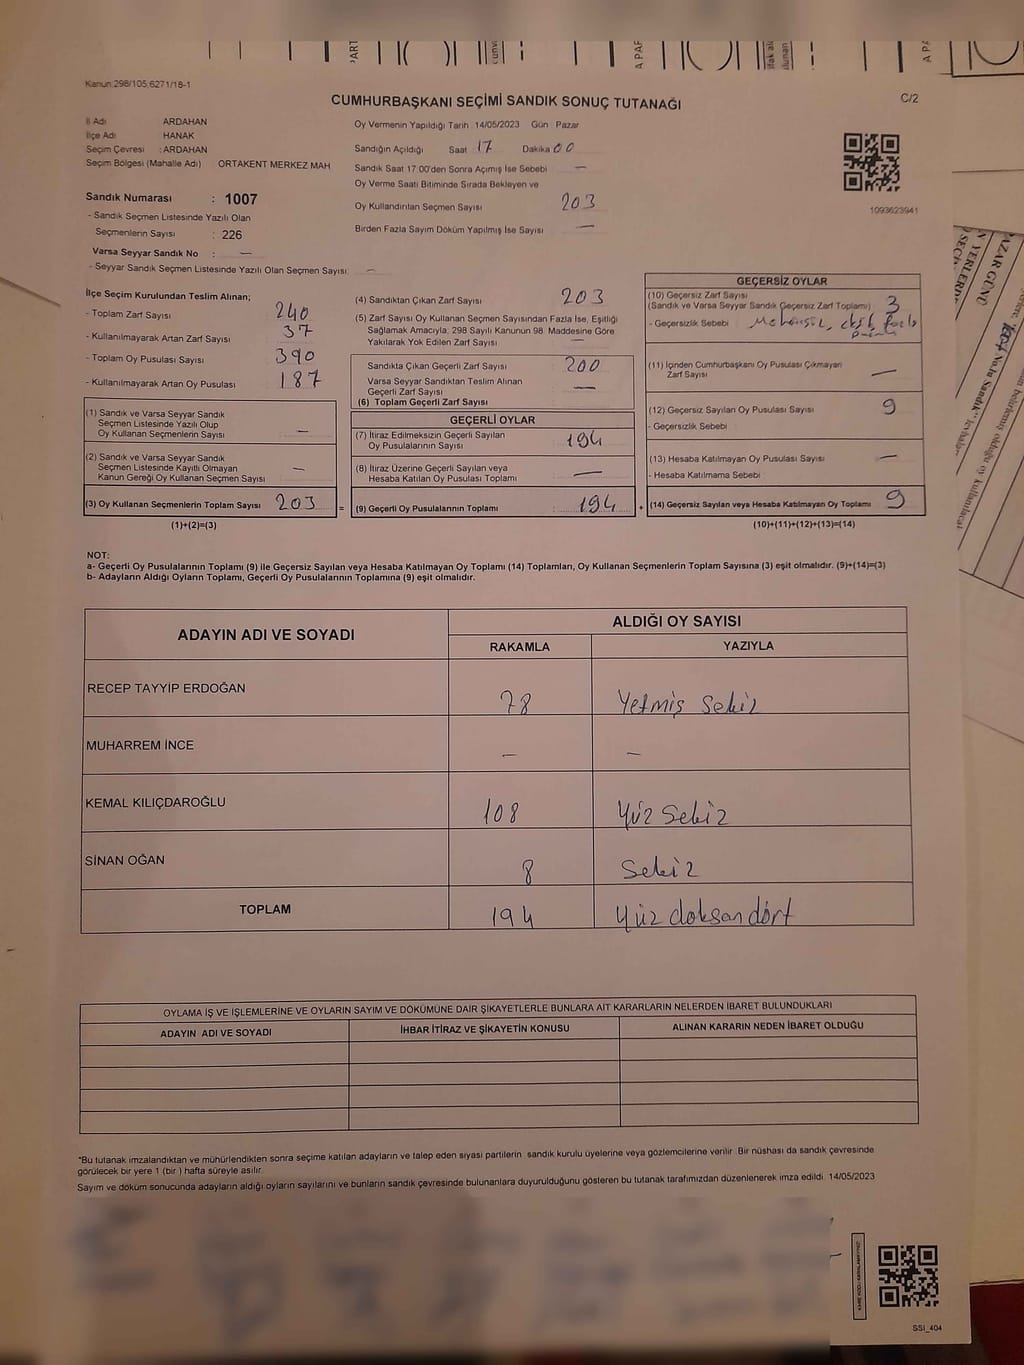 Kanun:298/105,6271/18-1
CUMHURBAŞKANI SEÇİMİ SANDIK SONUÇ TUTANAĞI
C/2
İl Adı ARDAHAN
İlçe Adı HANAK
Seçim Çevresi : ARDAHAN
Seçim Bölgesi (Mahalle Adı) ORTAKENT MERKEZ MAH
Sandık Numarası : 1007
- Sandık Seçmen Listesinde Yazılı Olan
Seçmenlerin Sayısı : 226
Varsa Seyyar Sandık No : —
- Seyyar Sandık Seçmen Listesinde Yazılı Olan Seçmen Sayısı: —
Oy Vermenin Yapıldığı Tarih 14/05/2023 Gün Pazar
Sandığın Açıldığı Saat 17 Dakika 00
Sandık Saat 17:00'den Sonra Açımış İse Sebebi —
Oy Verme Saati Bitiminde Sırada Bekleyen ve
Oy Kullandırılan Seçmen Sayısı 203
Birden Fazla Sayım Döküm Yapılmış İse Sayısı —
1093623941
İlçe Seçim Kurulundan Teslim Alınan;
- Toplam Zarf Sayısı 240
- Kullanılmayarak Artan Zarf Sayısı 37
- Toplam Oy Pusulası Sayısı 390
- Kullanılmayarak Artan Oy Pusulası 187
(1) Sandık ve Varsa Seyyar Sandık
Seçmen Listesinde Yazılı Olup
Oy Kullanan Seçmenlerin Sayısı —
(2) Sandık ve Varsa Seyyar Sandık
Seçmen Listesinde Kayıtlı Olmayan
Kanun Gereği Oy Kullanan Seçmen Sayısı —
(3) Oy Kullanan Seçmenlerin Toplam Sayısı 203 =
(1)+(2)=(3)
(4) Sandıktan Çıkan Zarf Sayısı 203
(5) Zarf Sayısı Oy Kullanan Seçmen Sayısından Fazla İse, Eşitliği
Sağlamak Amacıyla; 298 Sayılı Kanunun 98. Maddesine Göre
Yakılarak Yok Edilen Zarf Sayısı —
Sandıkta Çıkan Geçerli Zarf Sayısı 200
Varsa Seyyar Sandıktan Teslim Alınan
Geçerli Zarf Sayısı —
(6) Toplam Geçerli Zarf Sayısı
GEÇERLİ OYLAR
(7) İtiraz Edilmeksizin Geçerli Sayılan
Oy Pusulalarının Sayısı 194
(8) İtiraz Üzerine Geçerli Sayılan veya
Hesaba Katılan Oy Pusulası Toplamı —
(9) Geçerli Oy Pusulalarının Toplamı : 194 +
GEÇERSİZ OYLAR
(10) Geçersiz Zarf Sayısı
(Sandık ve Varsa Seyyar Sandık Geçersiz Zarf Toplamı) 3
- Geçersizlik Sebebi
(11) İçinden Cumhurbaşkanı Oy Pusulası Çıkmayan
Zarf Sayısı —
(12) Geçersiz Sayılan Oy Pusulası Sayısı 9
- Geçersizlik Sebebi
(13) Hesaba Katılmayan Oy Pusulası Sayısı —
- Hesaba Katılmama Sebebi
(14) Geçersiz Sayılan veya Hesaba Katılmayan Oy Toplamı 9
(10)+(11)+(12)+(13)=(14)
NOT:
a- Geçerli Oy Pusulalarının Toplamı (9) ile Geçersiz Sayılan veya Hesaba Katılmayan Oy Toplamı (14) Toplamları, Oy Kullanan Seçmenlerin Toplam Sayısına (3) eşit olmalıdır. (9)+(14)=(3)
b- Adayların Aldığı Oyların Toplamı, Geçerli Oy Pusulalarının Toplamına (9) eşit olmalıdır.
ADAYIN ADI VE SOYADI
ALDIĞI OY SAYISI
RAKAMLA YAZIYLA
RECEP TAYYİP ERDOĞAN 78 Yetmiş Sekiz
MUHARREM İNCE — —
KEMAL KILIÇDAROĞLU 108 Yüz Sekiz
SİNAN OĞAN 8 Sekiz
TOPLAM 194 Yüz doksan dört
OYLAMA İŞ VE İŞLEMLERİNE VE OYLARIN SAYIM VE DÖKÜMÜNE DAİR ŞİKAYETLERLE BUNLARA AİT KARARLARIN NELERDEN İBARET BULUNDUKLARI
ADAYIN ADI VE SOYADI İHBAR İTİRAZ VE ŞİKAYETİN KONUSU ALINAN KARARIN NEDEN İBARET OLDUĞU
*Bu tutanak imzalandıktan ve mühürlendikten sonra seçime katılan adayların ve talep eden siyasi partilerin sandık kurulu üyelerine veya gözlemcilerine verilir. Bir nüshası da sandık çevresinde
görülecek bir yere 1 (bir ) hafta süreyle asılır.
Sayım ve döküm sonucunda adayların aldığı oyların sayılarını ve bunların sandık çevresinde bulunanlara duyurulduğunu gösteren bu tutanak tarafımızdan düzenlenerek imza edildi. 14/05/2023
SSI_404